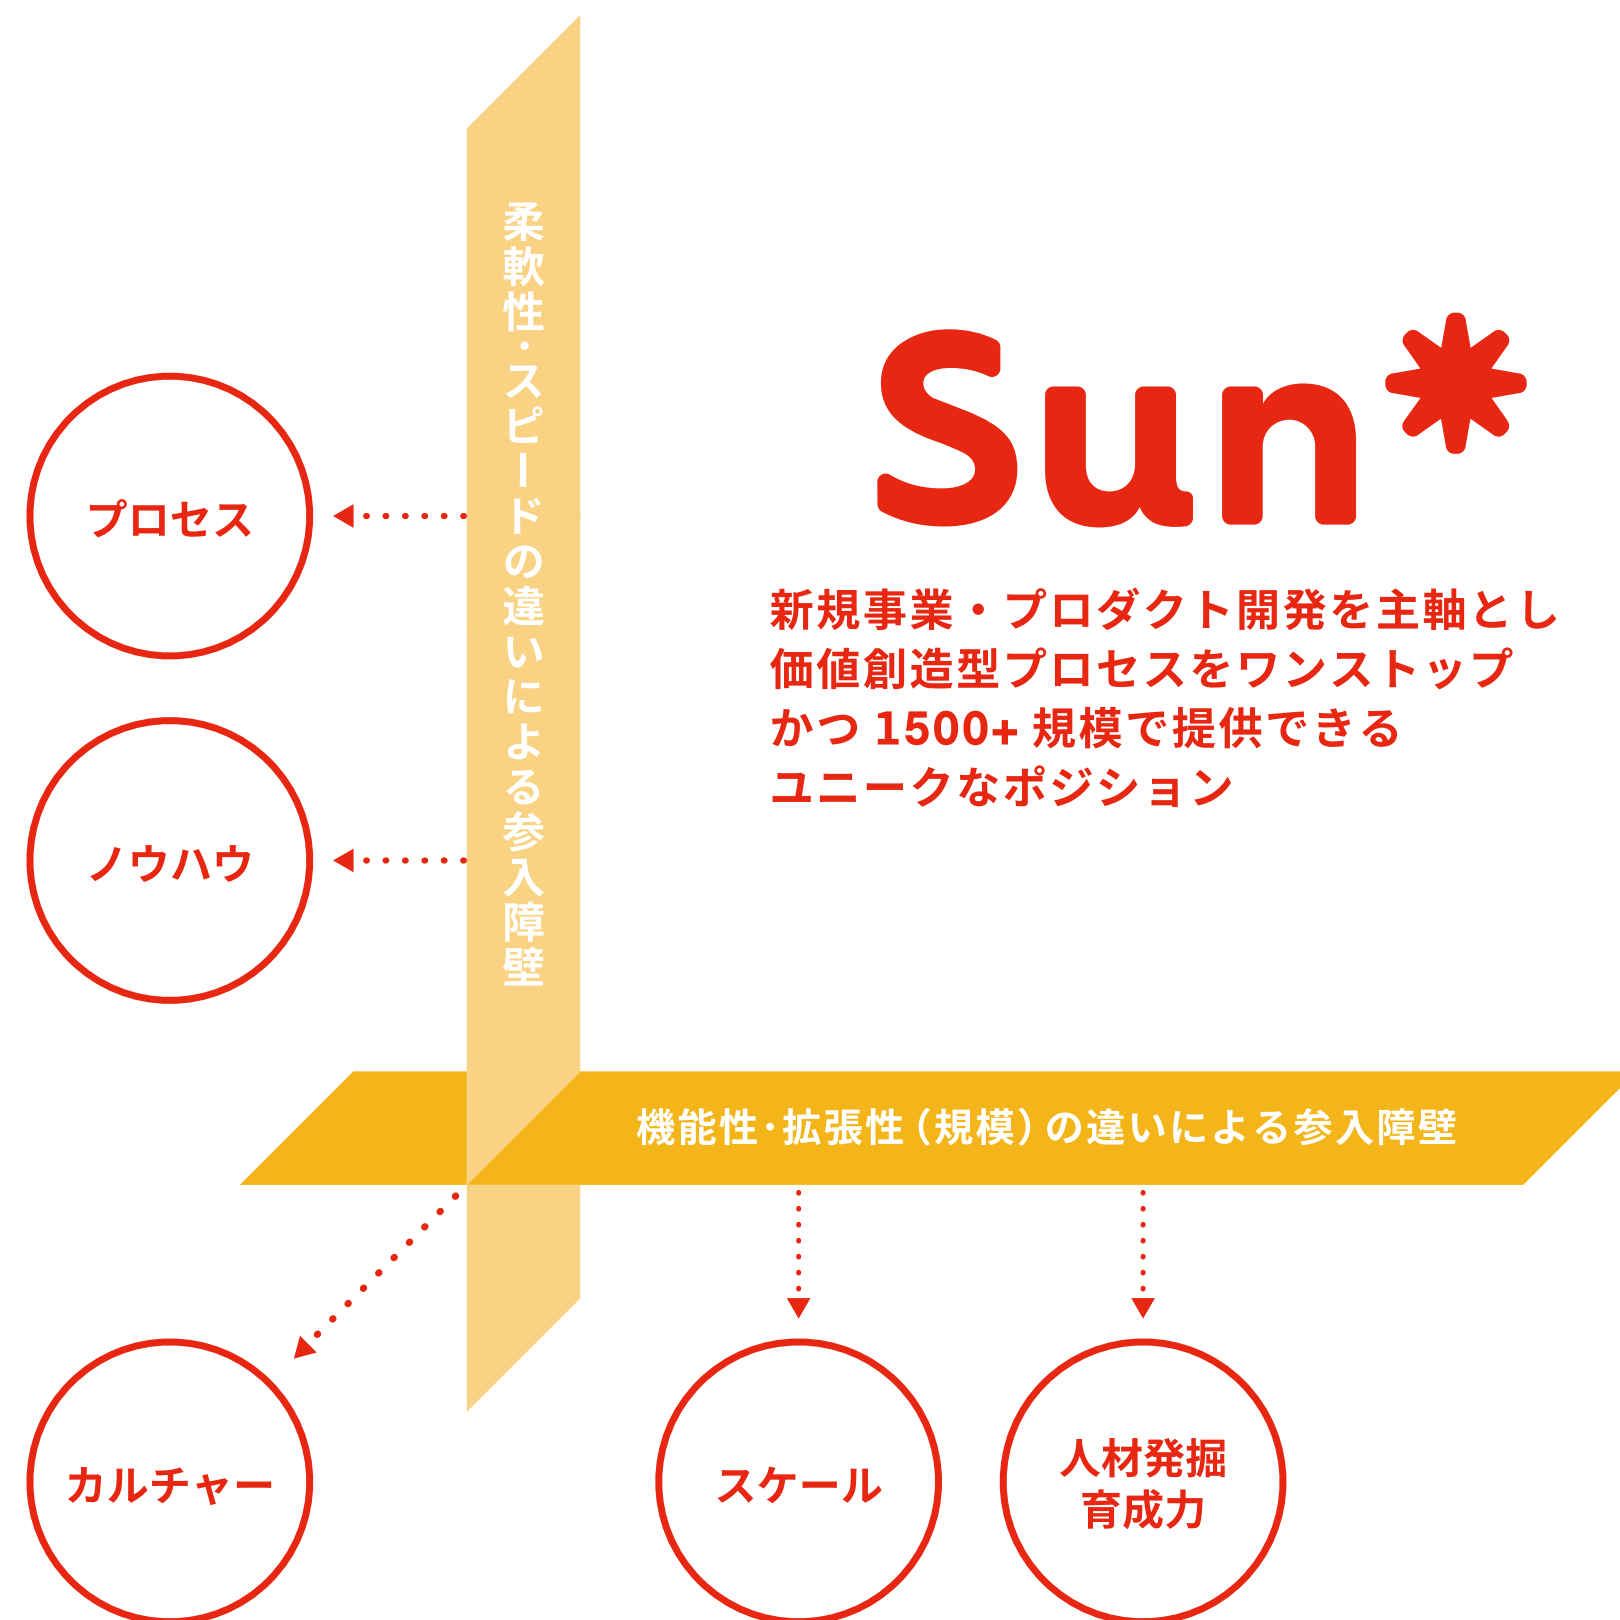 柔軟性・スピードの違いによる参入障壁
Sun*
新規事業・プロダクト開発を主軸とし
価値創造型プロセスをワンストップ
かつ 1500+ 規模で提供できる
ユニークなポジション
プロセス
ノウハウ
機能性・拡張性（規模）の違いによる参入障壁
カルチャー
スケール
人材発掘
育成力